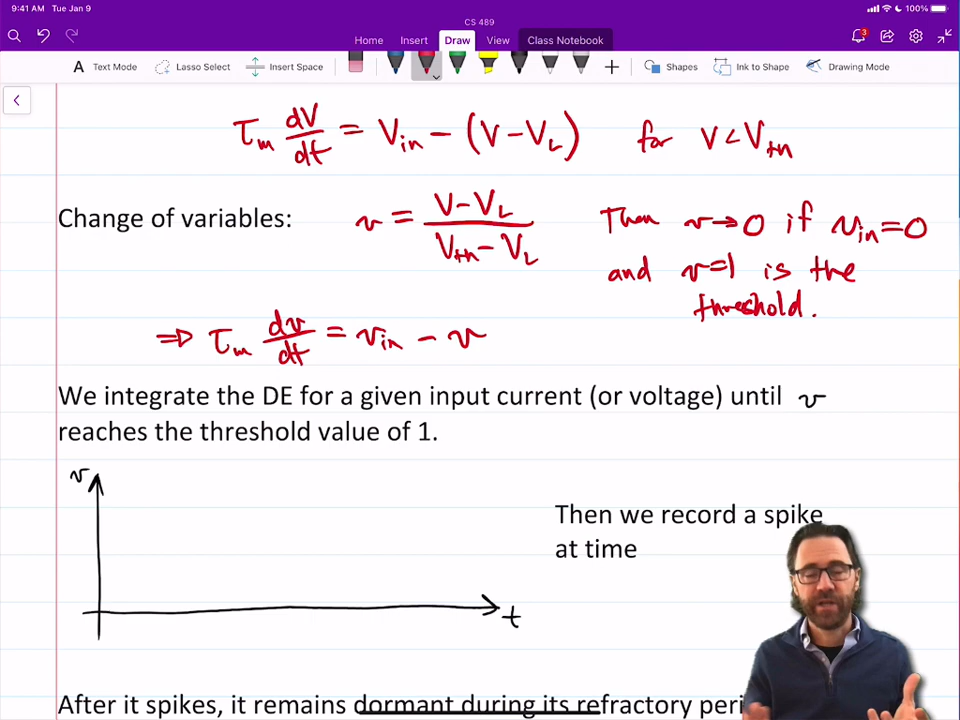 9:41 AM Tue Jan 9
100%
CS 489
Home Insert Draw View Class Notebook
3
A Text Mode Lasso Select Insert Space Shapes Ink to Shape Drawing Mode
τm dV/dt = Vin − (V − VL) for V < Vth
Change of variables: v = (V − VL)/(Vth − VL) Then v → 0 if vin = 0
and v = 1 is the
threshold.
⇒ τm dv/dt = vin − v
We integrate the DE for a given input current (or voltage) until v
reaches the threshold value of 1.
v
Then we record a spike
at time
t
After it spikes, it remains dormant during its refractory peri